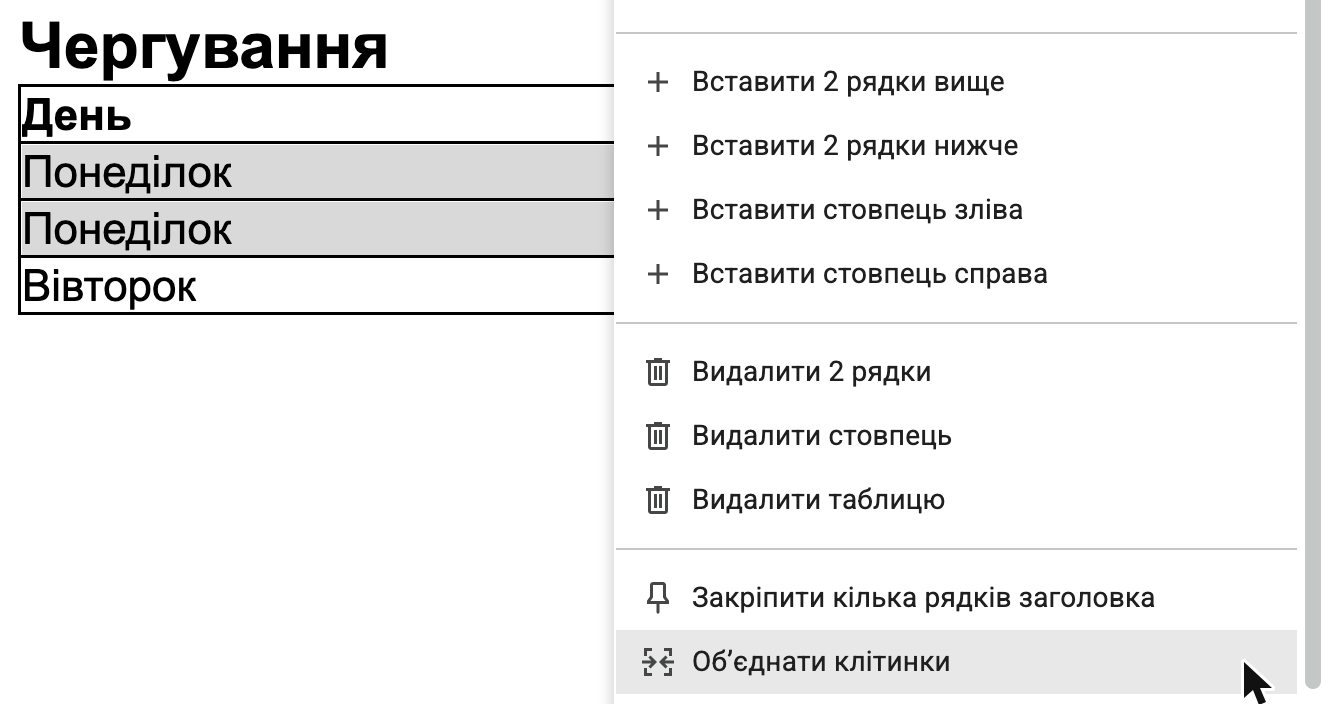 Чергування
День
Понеділок
Понеділок
Вівторок
Вставити 2 рядки вище
Вставити 2 рядки нижче
Вставити стовпець зліва
Вставити стовпець справа
Видалити 2 рядки
Видалити стовпець
Видалити таблицю
Закріпити кілька рядків заголовка
Об’єднати клітинки